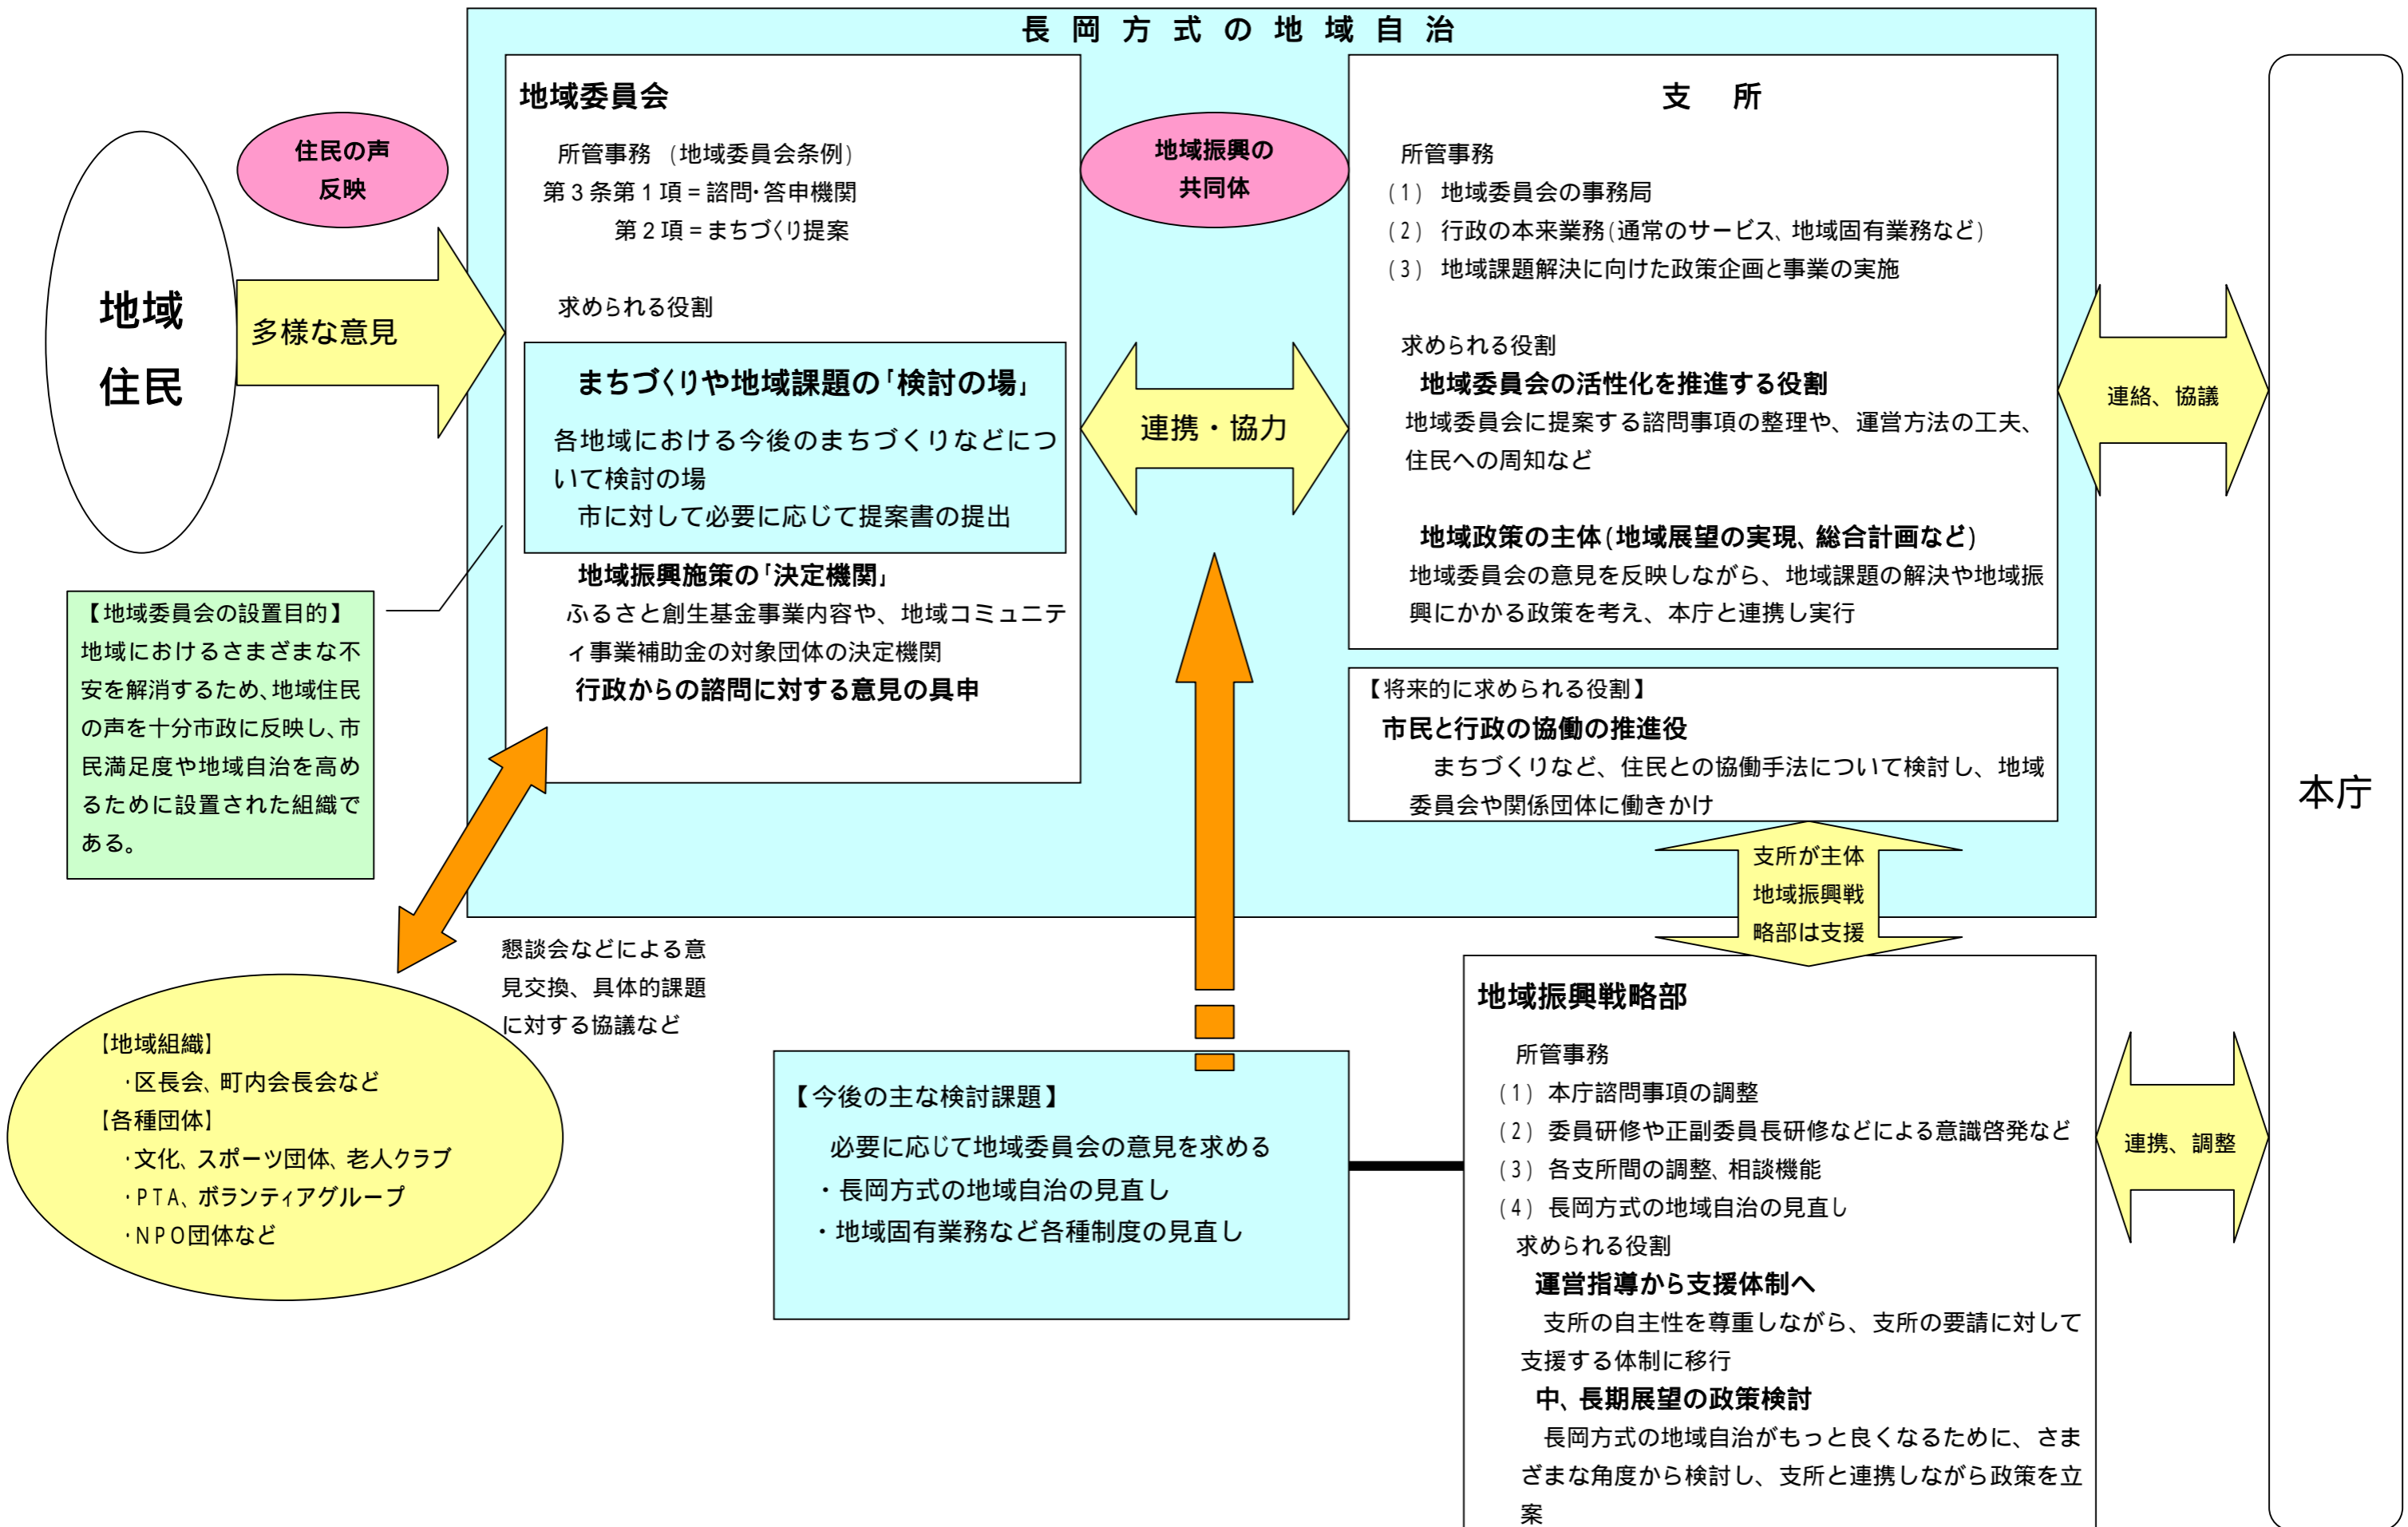 長岡方式の地域自治
地域
住民
住民の声
反映
多様な意見
【地域委員会の設置目的】
地域におけるさまざまな不
安を解消するため、地域住民
の声を十分市政に反映し、市
民満足度や地域自治を高め
るために設置された組織で
ある。
地域委員会
所管事務 (地域委員会条例)
第3条第1項=諮問・答申機関
第2項=まちづくり提案
求められる役割
まちづくりや地域課題の「検討の場」
各地域における今後のまちづくりなどにつ
いて検討の場
市に対して必要に応じて提案書の提出
地域振興施策の「決定機関」
ふるさと創生基金事業内容や、地域コミュニテ
ィ事業補助金の対象団体の決定機関
行政からの諮問に対する意見の具申
地域振興の
共同体
連携・協力
支 所
所管事務
(1) 地域委員会の事務局
(2) 行政の本来業務(通常のサービス、地域固有業務など)
(3) 地域課題解決に向けた政策企画と事業の実施
求められる役割
地域委員会の活性化を推進する役割
地域委員会に提案する諮問事項の整理や、運営方法の工夫、
住民への周知など
地域政策の主体(地域展望の実現、総合計画など)
地域委員会の意見を反映しながら、地域課題の解決や地域振
興にかかる政策を考え、本庁と連携し実行
【将来的に求められる役割】
市民と行政の協働の推進役
まちづくりなど、住民との協働手法について検討し、地域
委員会や関係団体に働きかけ
連絡、協議
本庁
支所が主体
地域振興戦
略部は支援
懇談会などによる意
見交換、具体的課題
に対する協議など
【地域組織】
・区長会、町内会長会など
【各種団体】
・文化、スポーツ団体、老人クラブ
・PTA、ボランティアグループ
・NPO団体など
【今後の主な検討課題】
必要に応じて地域委員会の意見を求める
・長岡方式の地域自治の見直し
・地域固有業務など各種制度の見直し
地域振興戦略部
所管事務
(1) 本庁諮問事項の調整
(2) 委員研修や正副委員長研修などによる意識啓発など
(3) 各支所間の調整、相談機能
(4) 長岡方式の地域自治の見直し
求められる役割
運営指導から支援体制へ
支所の自主性を尊重しながら、支所の要請に対して
支援する体制に移行
中、長期展望の政策検討
長岡方式の地域自治がもっと良くなるために、さま
ざまな角度から検討し、支所と連携しながら政策を立
案
連携、調整